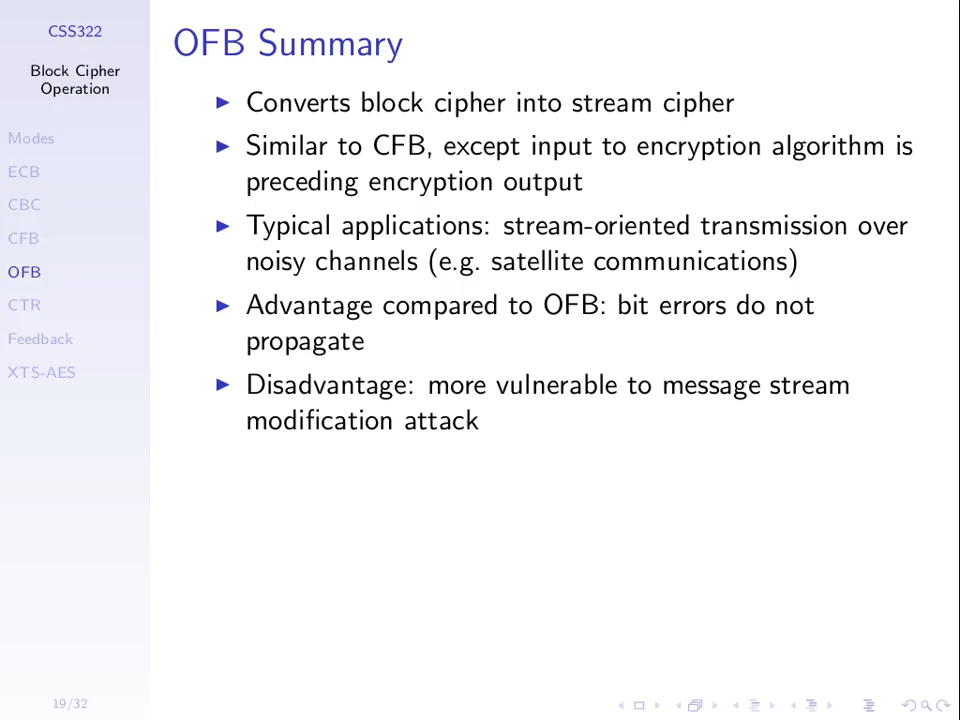 CSS322
Block Cipher
Operation
Modes
ECB
CBC
CFB
OFB
CTR
Feedback
XTS-AES
19/32
OFB Summary
Converts block cipher into stream cipher
Similar to CFB, except input to encryption algorithm is
preceding encryption output
Typical applications: stream-oriented transmission over
noisy channels (e.g. satellite communications)
Advantage compared to OFB: bit errors do not
propagate
Disadvantage: more vulnerable to message stream
modification attack